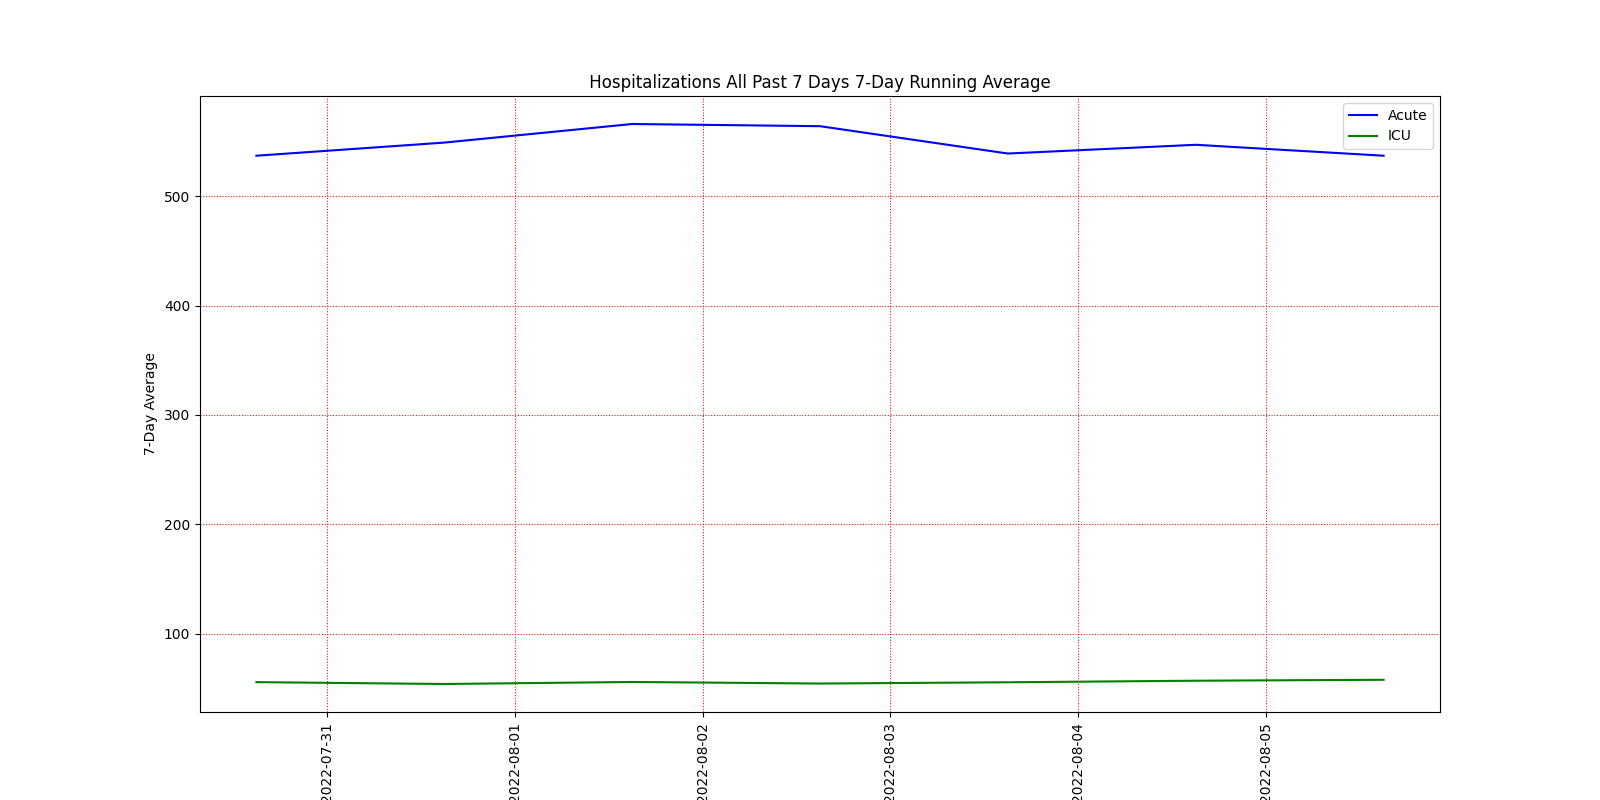 Hospitalizations All Past 7 Days 7-Day Running Average
Acute
ICU
7-Day Average
500
400
300
200
100
2022-07-31
2022-08-01
2022-08-02
2022-08-03
2022-08-04
2022-08-05